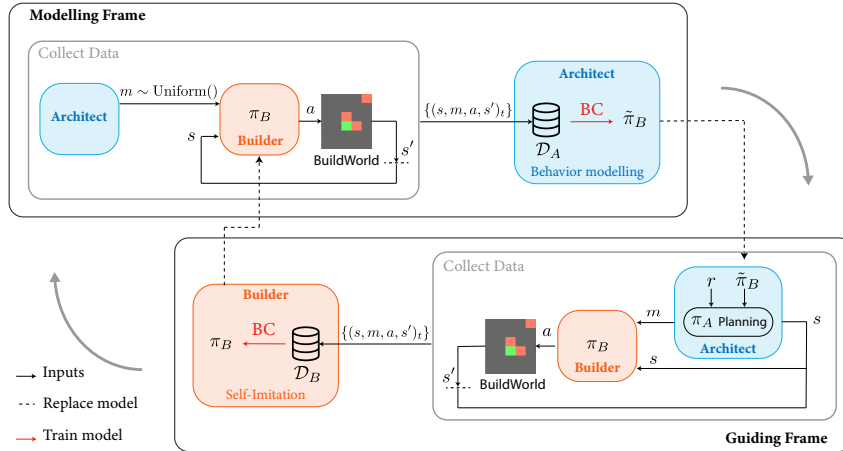 Modelling Frame
Collect Data
Architect
m ∼ Uniform()
π_B
Builder
a
s
s′
BuildWorld
{(s, m, a, s′)_t}
Architect
BC
𝒟_A
π̃_B
Behavior modelling
Builder
π_B
BC
𝒟_B
Self-Imitation
{(s, m, a, s′)_t}
Collect Data
r
π̃_B
π_A Planning
Architect
m
s
s
a
π_B
Builder
s′
BuildWorld
Guiding Frame
Inputs
Replace model
Train model